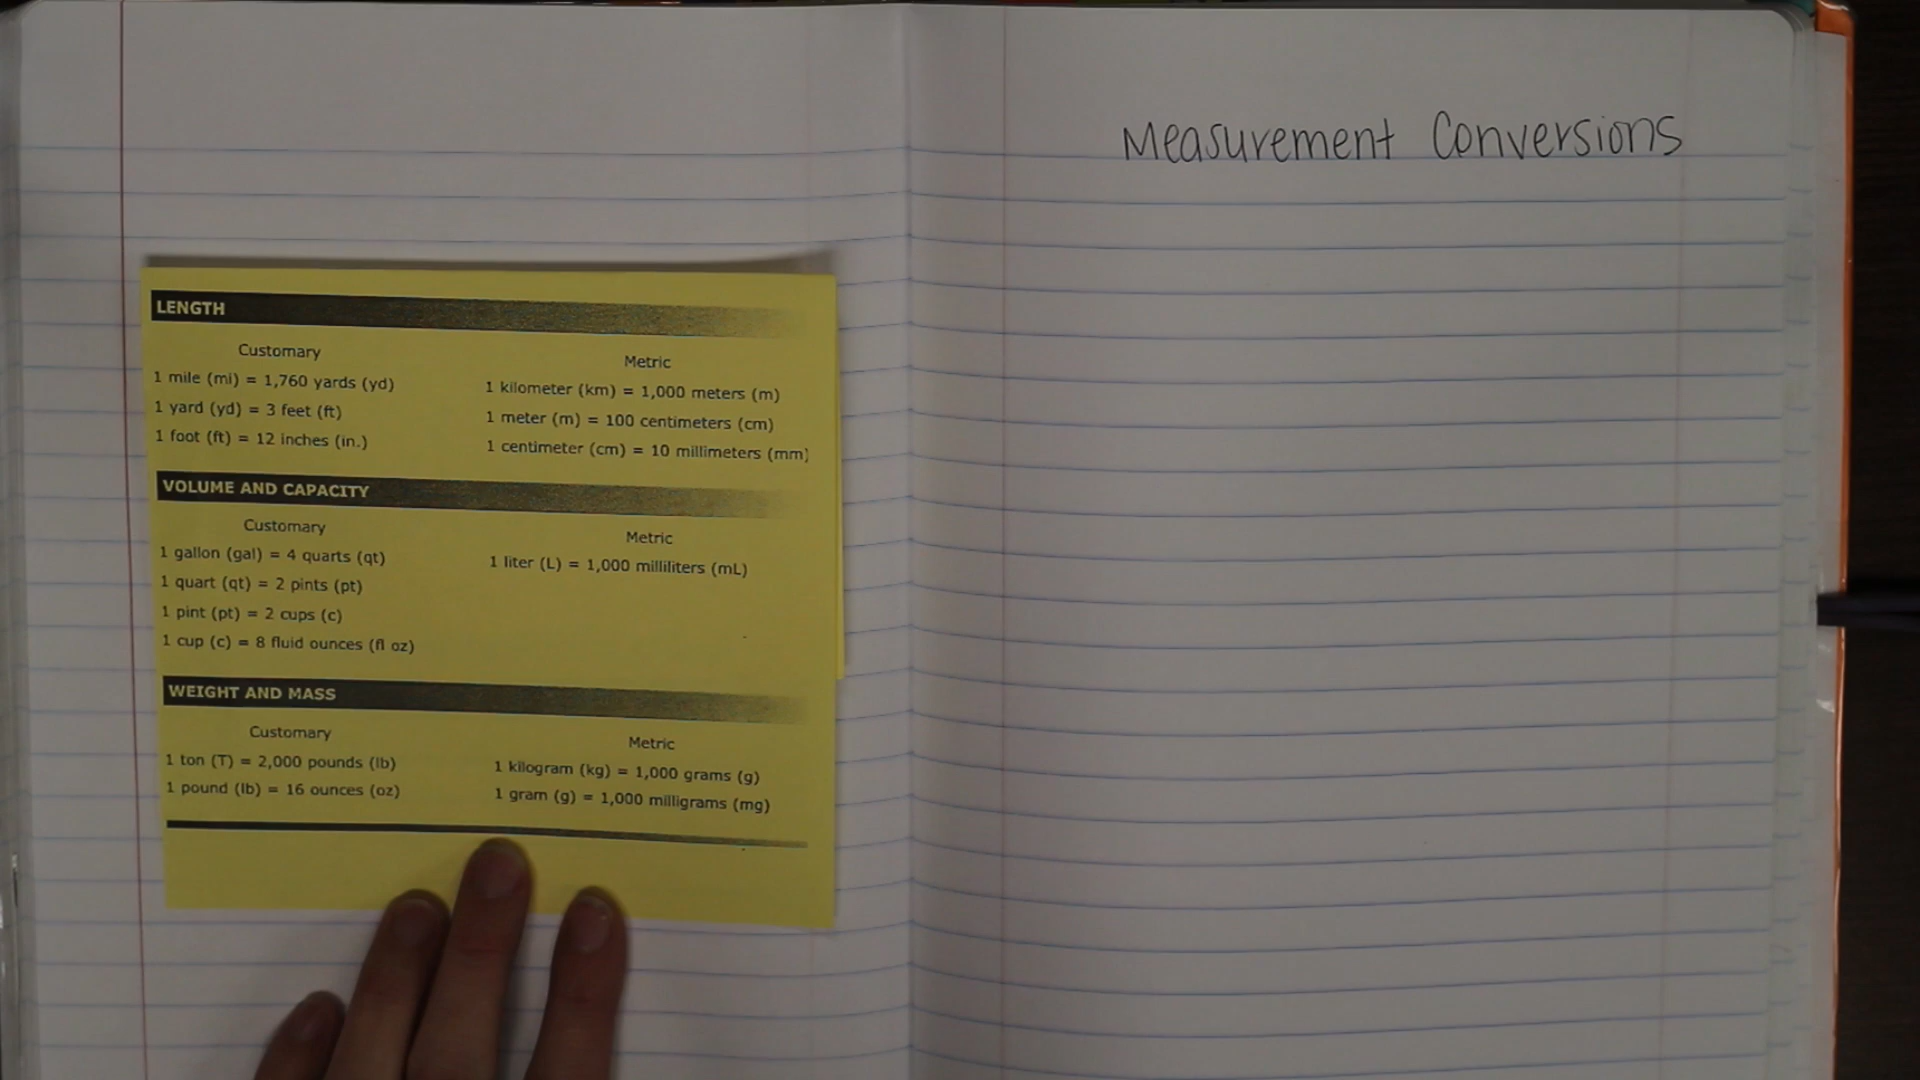 Measurement Conversions
LENGTH
Customary
1 mile (mi) = 1,760 yards (yd)
1 yard (yd) = 3 feet (ft)
1 foot (ft) = 12 inches (in.)
Metric
1 kilometer (km) = 1,000 meters (m)
1 meter (m) = 100 centimeters (cm)
1 centimeter (cm) = 10 millimeters (mm)
VOLUME AND CAPACITY
Customary
1 gallon (gal) = 4 quarts (qt)
1 quart (qt) = 2 pints (pt)
1 pint (pt) = 2 cups (c)
1 cup (c) = 8 fluid ounces (fl oz)
Metric
1 liter (L) = 1,000 milliliters (mL)
WEIGHT AND MASS
Customary
1 ton (T) = 2,000 pounds (lb)
1 pound (lb) = 16 ounces (oz)
Metric
1 kilogram (kg) = 1,000 grams (g)
1 gram (g) = 1,000 milligrams (mg)